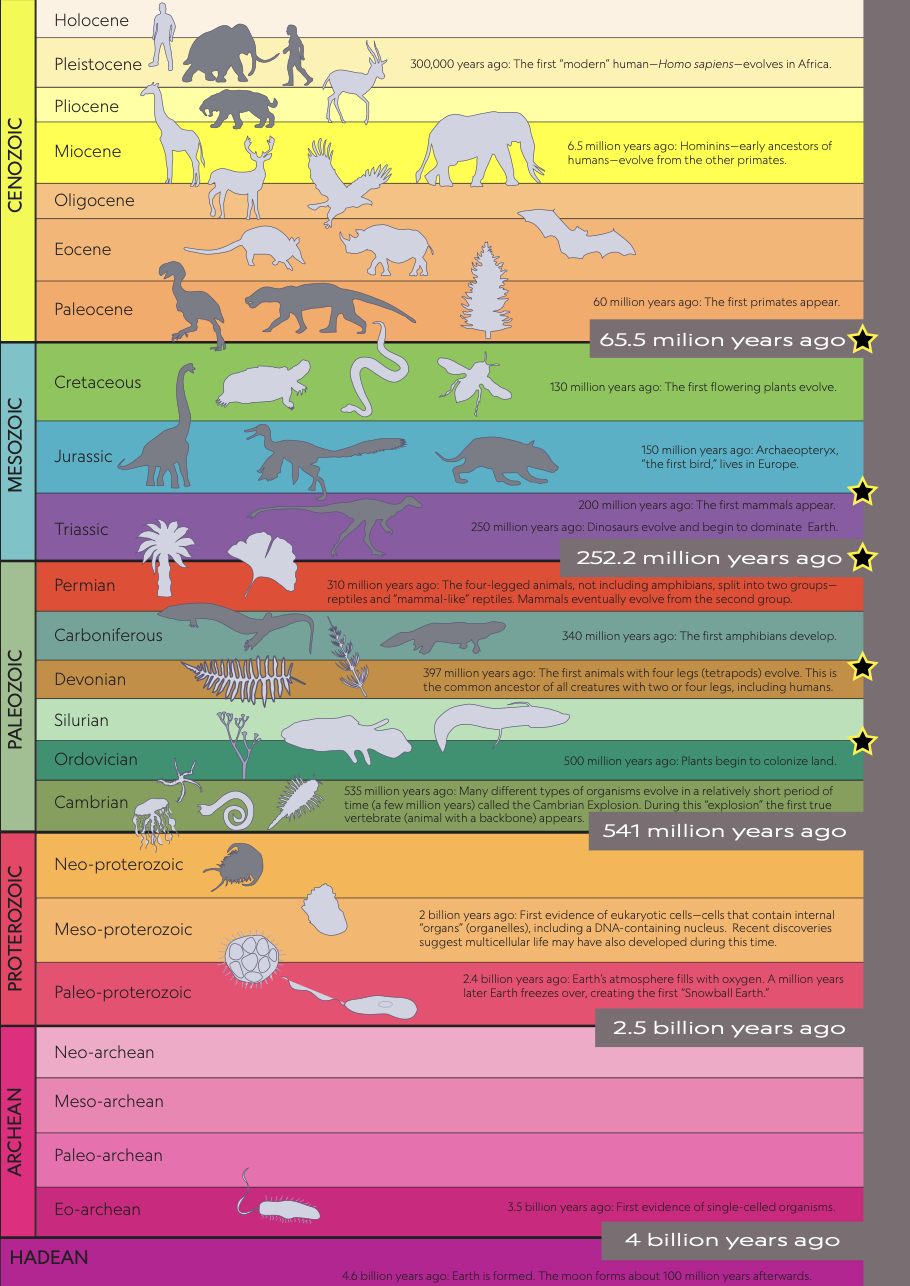 CENOZOIC
Holocene
Pleistocene
300,000 years ago: The first “modern” human—Homo sapiens—evolves in Africa.
Pliocene
Miocene
6.5 million years ago: Hominins—early ancestors of
humans—evolve from the other primates.
Oligocene
Eocene
Paleocene
60 million years ago: The first primates appear.
65.5 milion years ago
MESOZOIC
Cretaceous
130 million years ago: The first flowering plants evolve.
Jurassic
150 million years ago: Archaeopteryx,
“the first bird,” lives in Europe.
Triassic
200 million years ago: The first mammals appear.
250 million years ago: Dinosaurs evolve and begin to dominate Earth.
252.2 million years ago
PALEOZOIC
Permian
310 million years ago: The four-legged animals, not including amphibians, split into two groups—
reptiles and “mammal-like” reptiles. Mammals eventually evolve from the second group.
Carboniferous
340 million years ago: The first amphibians develop.
Devonian
397 million years ago: The first animals with four legs (tetrapods) evolve. This is
the common ancestor of all creatures with two or four legs, including humans.
Silurian
Ordovician
500 million years ago: Plants begin to colonize land.
Cambrian
535 million years ago: Many different types of organisms evolve in a relatively short period of
time (a few million years) called the Cambrian Explosion. During this “explosion” the first true
vertebrate (animal with a backbone) appears.
541 million years ago
PROTEROZOIC
Neo-proterozoic
Meso-proterozoic
2 billion years ago: First evidence of eukaryotic cells—cells that contain internal
“organs” (organelles), including a DNA-containing nucleus. Recent discoveries
suggest multicellular life may have also developed during this time.
Paleo-proterozoic
2.4 billion years ago: Earth’s atmosphere fills with oxygen. A million years
later Earth freezes over, creating the first “Snowball Earth.”
2.5 billion years ago
ARCHEAN
Neo-archean
Meso-archean
Paleo-archean
Eo-archean
3.5 billion years ago: First evidence of single-celled organisms.
4 billion years ago
HADEAN
4.6 billion years ago: Earth is formed. The moon forms about 100 million years afterwards.